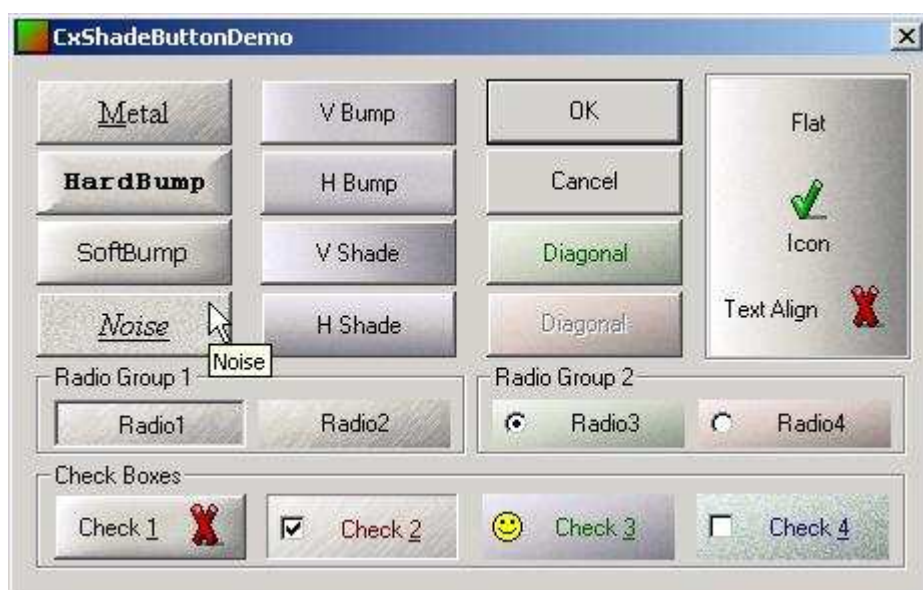 CxShadeButtonDemo
Metal
V Bump
OK
Flat
HardBump
H Bump
Cancel
SoftBump
V Shade
Diagonal
Icon
Noise
H Shade
Diagonal
Text Align
Noise
Radio Group 1
Radio Group 2
Radio1
Radio2
Radio3
Radio4
Check Boxes
Check 1
Check 2
Check 3
Check 4